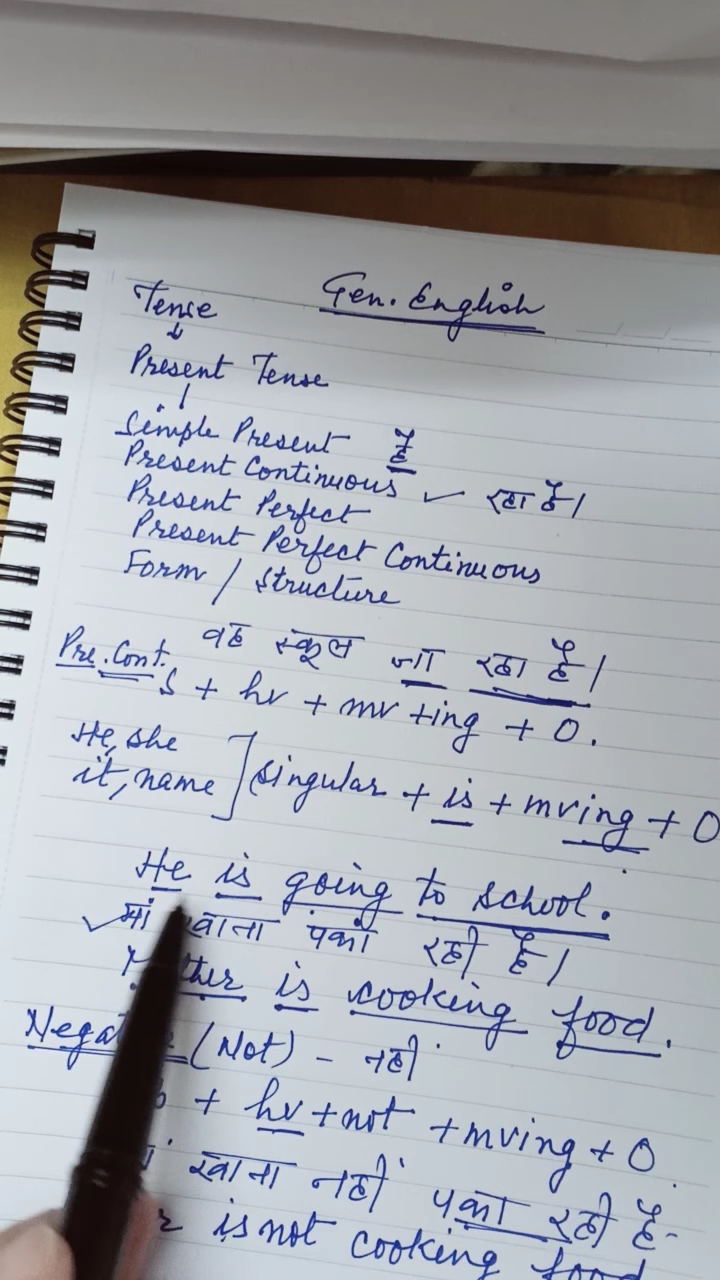 Gen. English
Tense
Present Tense
Simple Present है
Present Continuous ✓ रहा है।
Present Perfect
Present Perfect Continuous
Form / Structure
वह स्कूल जा रहा है।
Pre. Cont. S + hv + mv +ing + O.
He, she
it, name ] singular + is + mving + O
He is going to school.
✓ मां खाना पका रही है।
is cooking food.
(Not) - नहीं
+ hv + not + mving + O.
खाना नहीं पका रही है-
is not cooking food